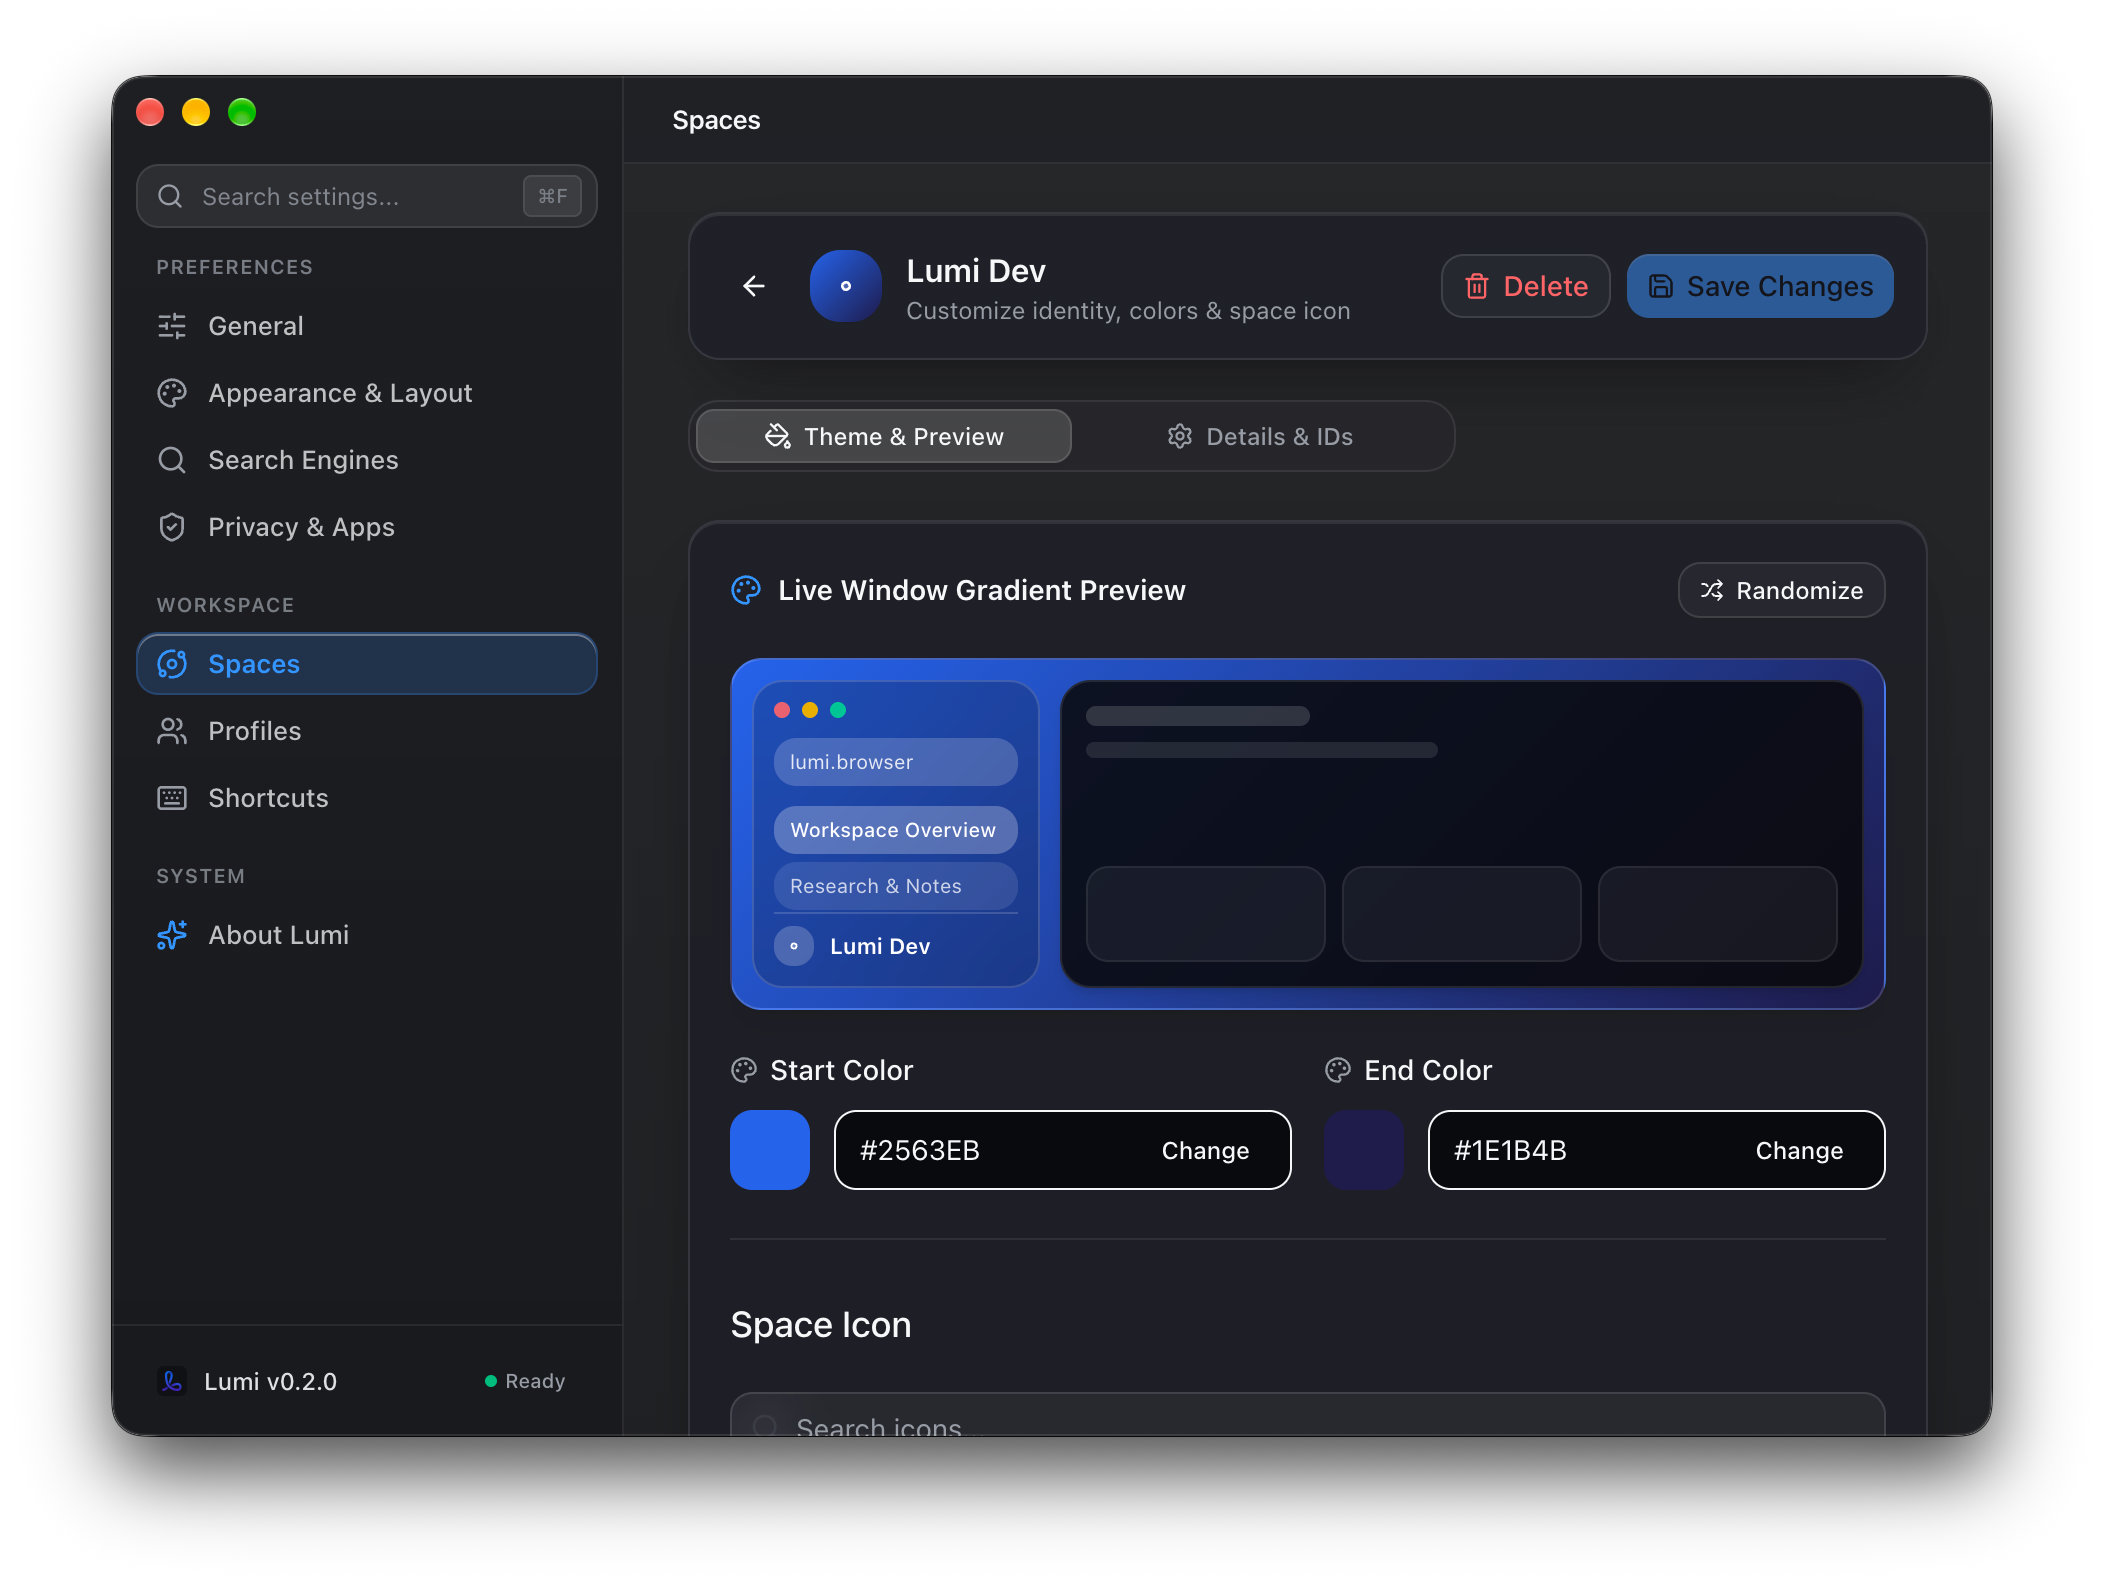 Search settings...
⌘F
PREFERENCES
General
Appearance & Layout
Search Engines
Privacy & Apps
WORKSPACE
Spaces
Profiles
Shortcuts
SYSTEM
About Lumi
Lumi v0.2.0
Ready
Spaces
Lumi Dev
Customize identity, colors & space icon
Delete
Save Changes
Theme & Preview
Details & IDs
Live Window Gradient Preview
Randomize
lumi.browser
Workspace Overview
Research & Notes
Lumi Dev
Start Color
End Color
#2563EB
Change
#1E1B4B
Change
Space Icon
Search icons...